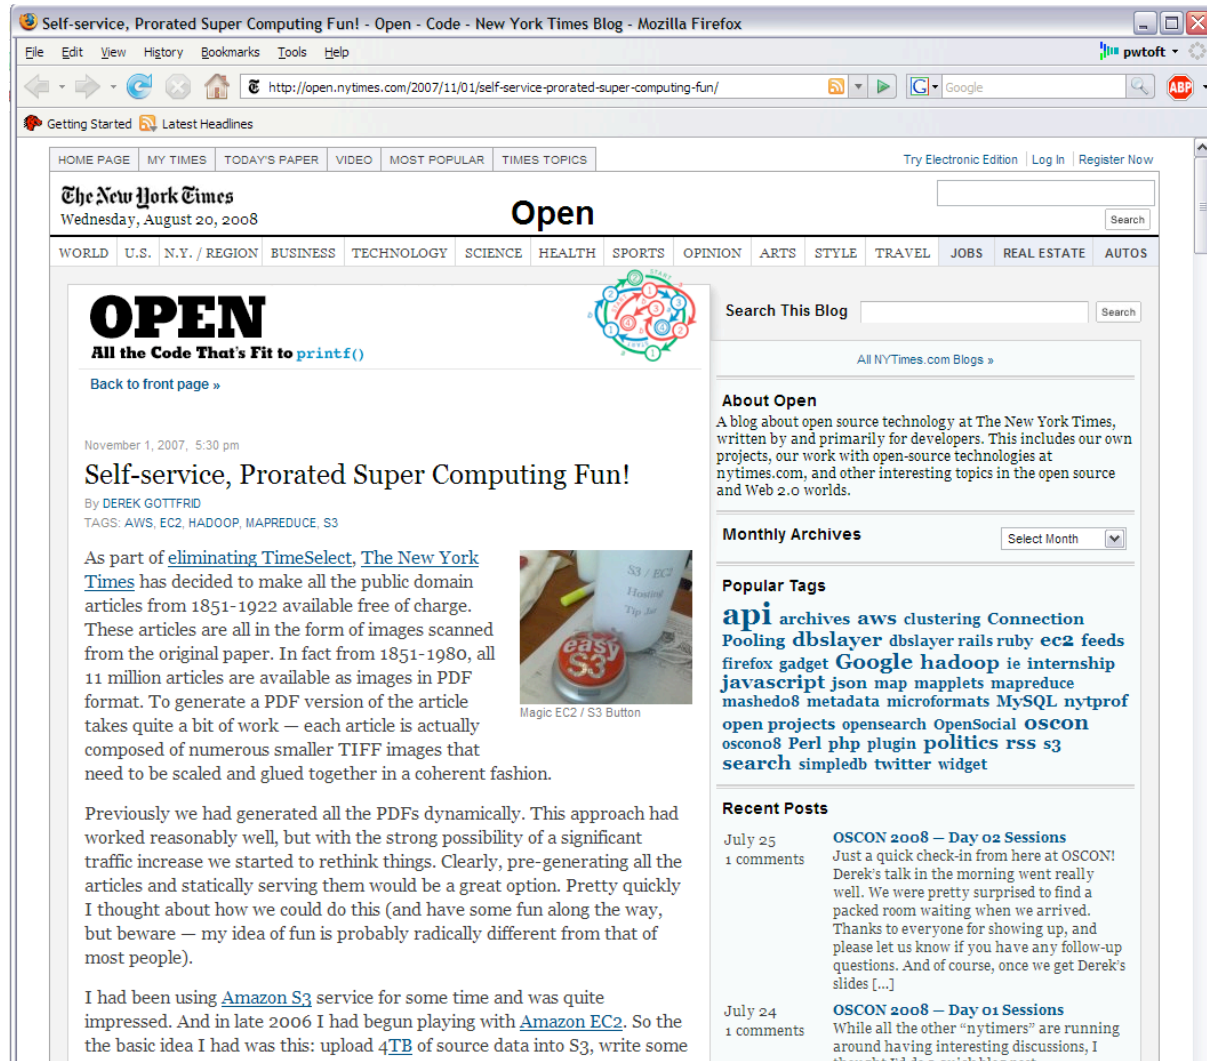 Self-service, Prorated Super Computing Fun! - Open - Code - New York Times Blog - Mozilla Firefox
File Edit View History Bookmarks Tools Help pwtoft
http://open.nytimes.com/2007/11/01/self-service-prorated-super-computing-fun/ G Google ABP
Getting Started Latest Headlines
HOME PAGE MY TIMES TODAY'S PAPER VIDEO MOST POPULAR TIMES TOPICS Try Electronic Edition Log In Register Now
The New York Times
Wednesday, August 20, 2008
Open
Search
WORLD U.S. N.Y. / REGION BUSINESS TECHNOLOGY SCIENCE HEALTH SPORTS OPINION ARTS STYLE TRAVEL JOBS REAL ESTATE AUTOS
OPEN
All the Code That's Fit to printf()
Back to front page »
November 1, 2007, 5:30 pm
Self-service, Prorated Super Computing Fun!
By DEREK GOTTFRID
TAGS: AWS, EC2, HADOOP, MAPREDUCE, S3
As part of eliminating TimeSelect, The New York
Times has decided to make all the public domain
articles from 1851-1922 available free of charge.
These articles are all in the form of images scanned
from the original paper. In fact from 1851-1980, all
11 million articles are available as images in PDF
format. To generate a PDF version of the article
takes quite a bit of work — each article is actually
composed of numerous smaller TIFF images that
need to be scaled and glued together in a coherent fashion.
S3 / EC2
Hosting
Tip Jar
easy
S3
Magic EC2 / S3 Button
Previously we had generated all the PDFs dynamically. This approach had
worked reasonably well, but with the strong possibility of a significant
traffic increase we started to rethink things. Clearly, pre-generating all the
articles and statically serving them would be a great option. Pretty quickly
I thought about how we could do this (and have some fun along the way,
but beware — my idea of fun is probably radically different from that of
most people).
I had been using Amazon S3 service for some time and was quite
impressed. And in late 2006 I had begun playing with Amazon EC2. So the
the basic idea I had was this: upload 4TB of source data into S3, write some
Search This Blog Search
All NYTimes.com Blogs »
About Open
A blog about open source technology at The New York Times,
written by and primarily for developers. This includes our own
projects, our work with open-source technologies at
nytimes.com, and other interesting topics in the open source
and Web 2.0 worlds.
Monthly Archives Select Month
Popular Tags
api archives aws clustering Connection
Pooling dbslayer dbslayer rails ruby ec2 feeds
firefox gadget Google hadoop ie internship
javascript json map mapplets mapreduce
mashed08 metadata microformats MySQL nytprof
open projects opensearch OpenSocial oscon
oscon08 Perl php plugin politics rss s3
search simpledb twitter widget
Recent Posts
July 25
1 comments
OSCON 2008 — Day 02 Sessions
Just a quick check-in from here at OSCON!
Derek's talk in the morning went really
well. We were pretty surprised to find a
packed room waiting when we arrived.
Thanks to everyone for showing up, and
please let us know if you have any follow-up
questions. And of course, once we get Derek's
slides [...]
July 24
1 comments
OSCON 2008 — Day 01 Sessions
While all the other "nytimers" are running
around having interesting discussions, I